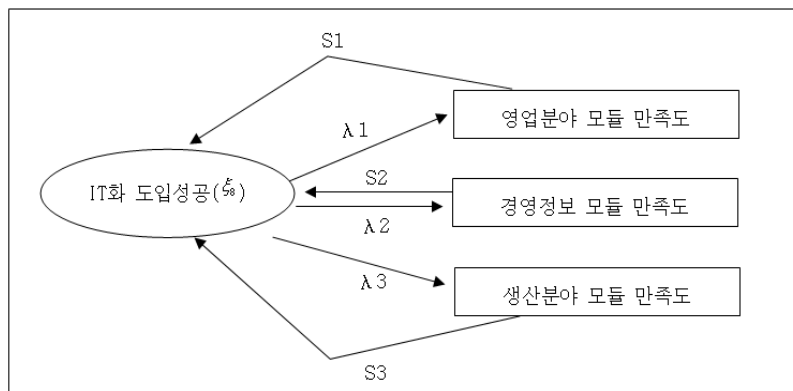 S1
영업분야 모듈 만족도
λ1
IT화 도입성공(ξ₈)
S2
경영정보 모듈 만족도
λ2
λ3
생산분야 모듈 만족도
S3